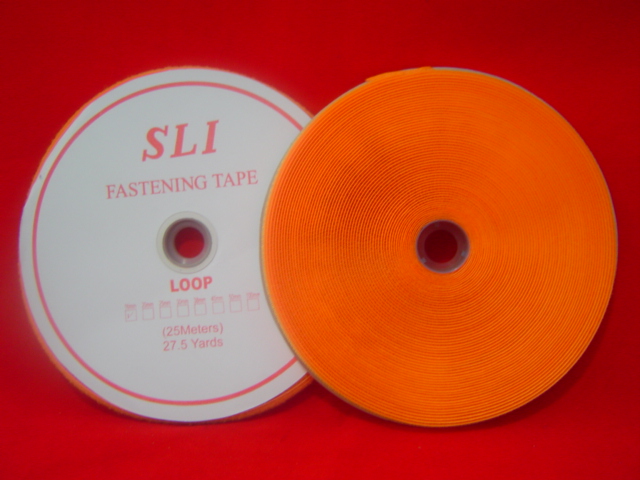 SLI
FASTENING TAPE
LOOP
(25Meters)
27.5 Yards